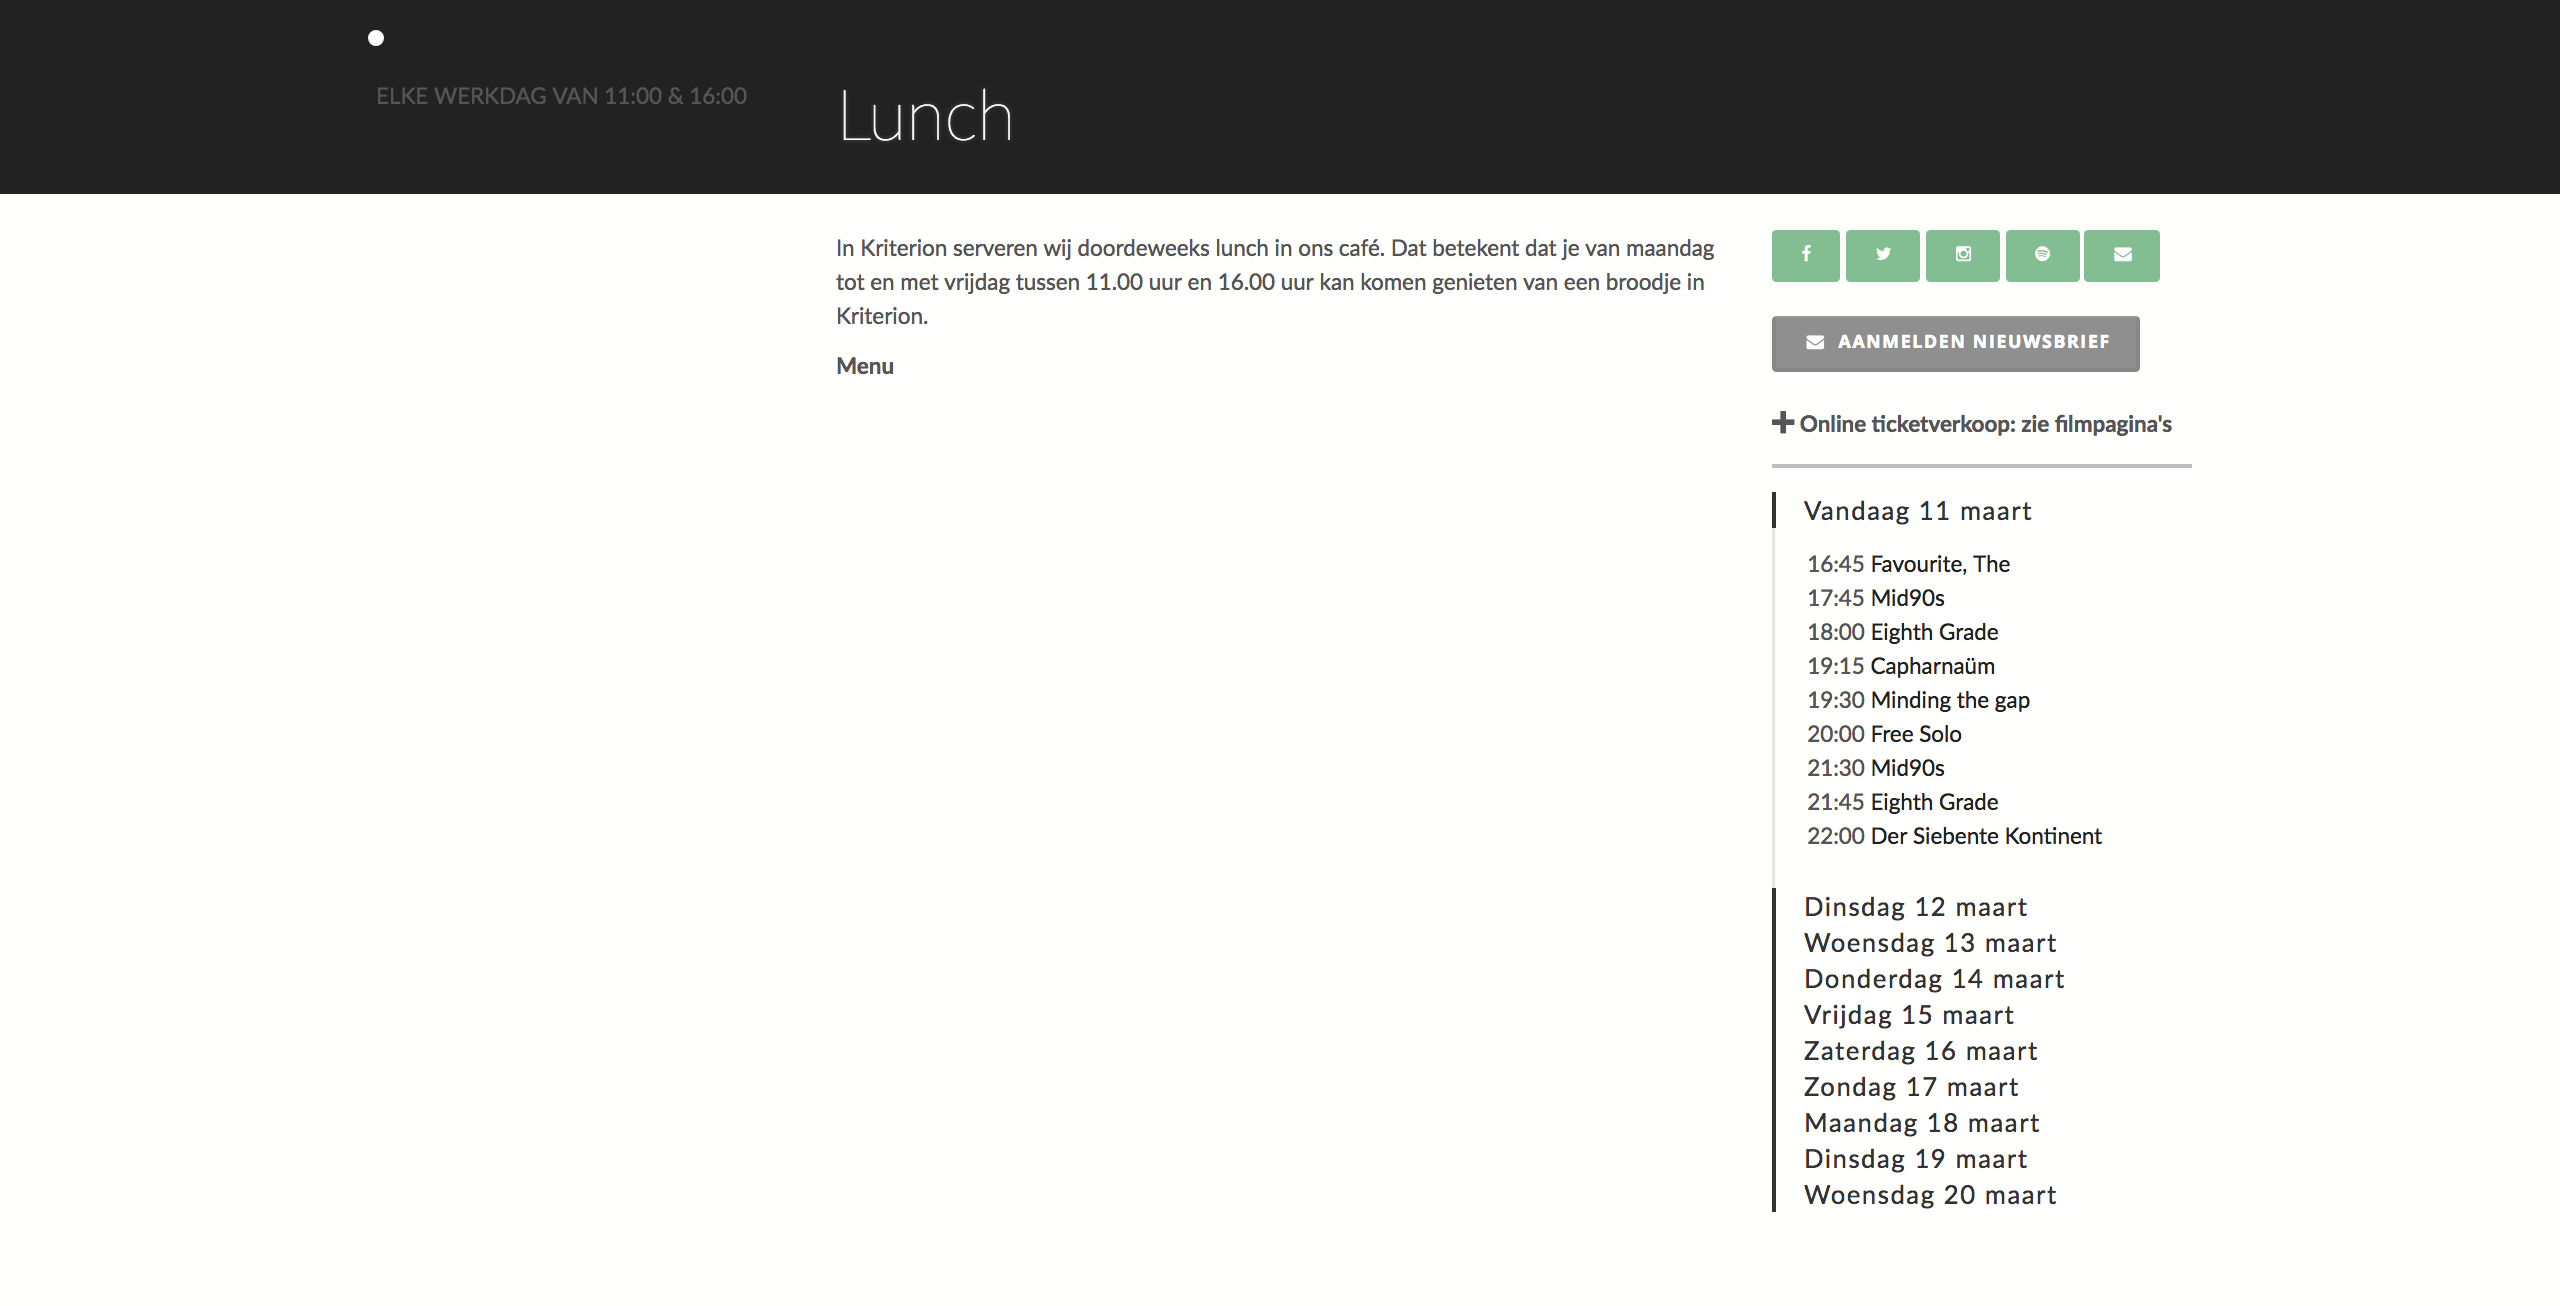 ELKE WERKDAG VAN 11:00 & 16:00
Lunch
In Kriterion serveren wij doordeweeks lunch in ons café. Dat betekent dat je van maandag
tot en met vrijdag tussen 11.00 uur en 16.00 uur kan komen genieten van een broodje in
Kriterion.
Menu
AANMELDEN NIEUWSBRIEF
Online ticketverkoop: zie filmpagina's
Vandaag 11 maart
16:45 Favourite, The
17:45 Mid90s
18:00 Eighth Grade
19:15 Capharnaüm
19:30 Minding the gap
20:00 Free Solo
21:30 Mid90s
21:45 Eighth Grade
22:00 Der Siebente Kontinent
Dinsdag 12 maart
Woensdag 13 maart
Donderdag 14 maart
Vrijdag 15 maart
Zaterdag 16 maart
Zondag 17 maart
Maandag 18 maart
Dinsdag 19 maart
Woensdag 20 maart